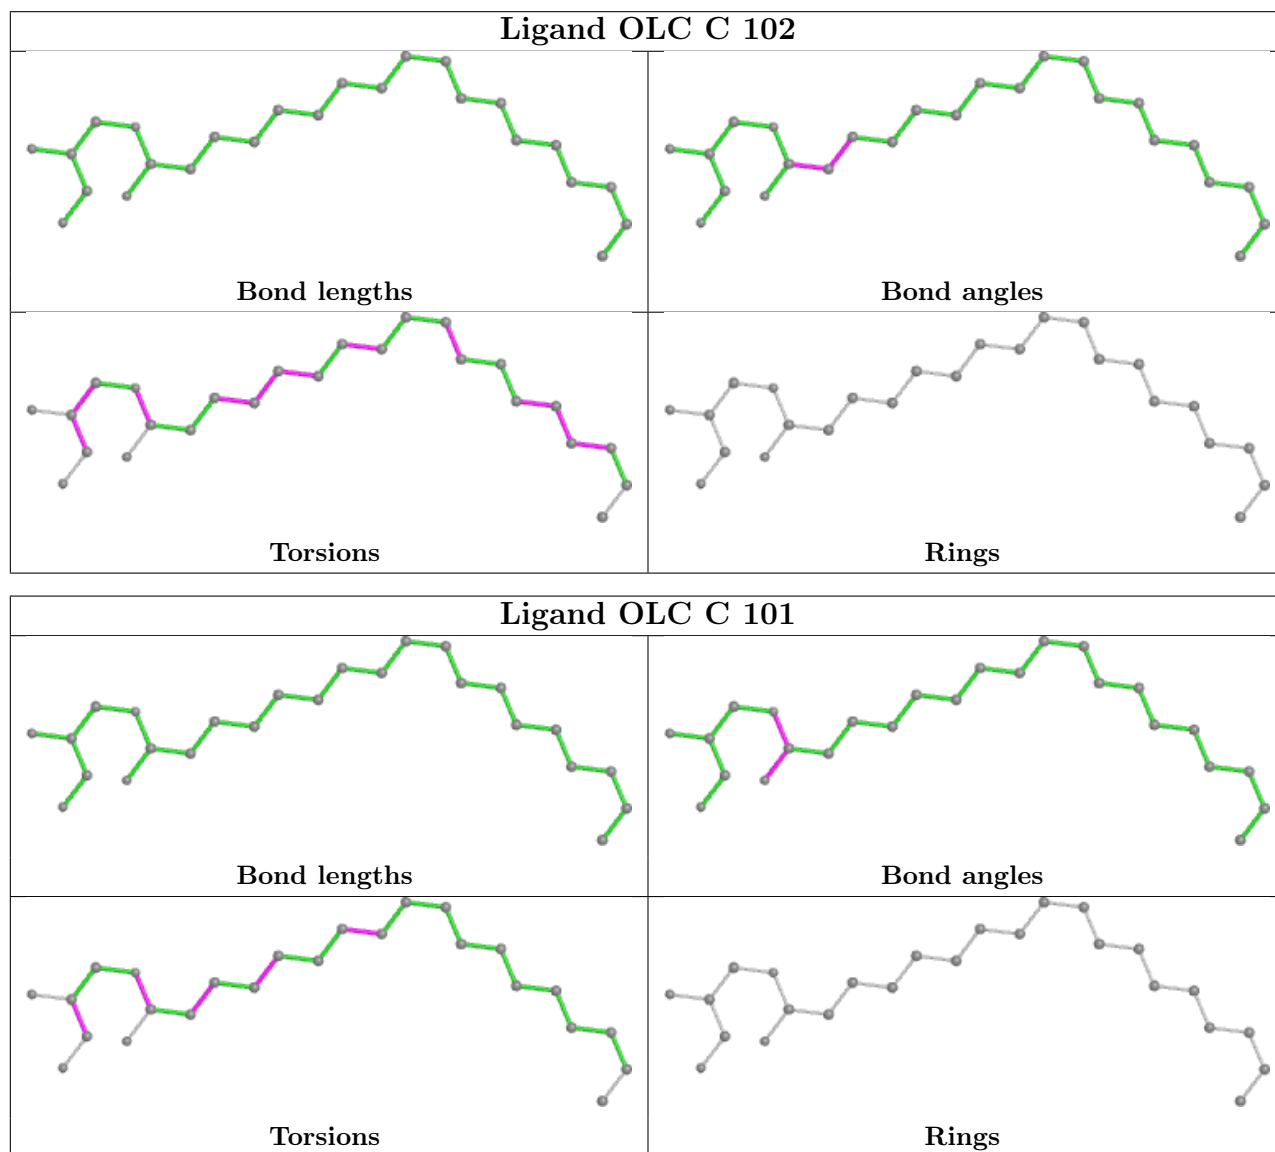 Ligand OLC C 102
Bond lengths
Bond angles
Torsions
Rings
Ligand OLC C 101
Bond lengths
Bond angles
Torsions
Rings